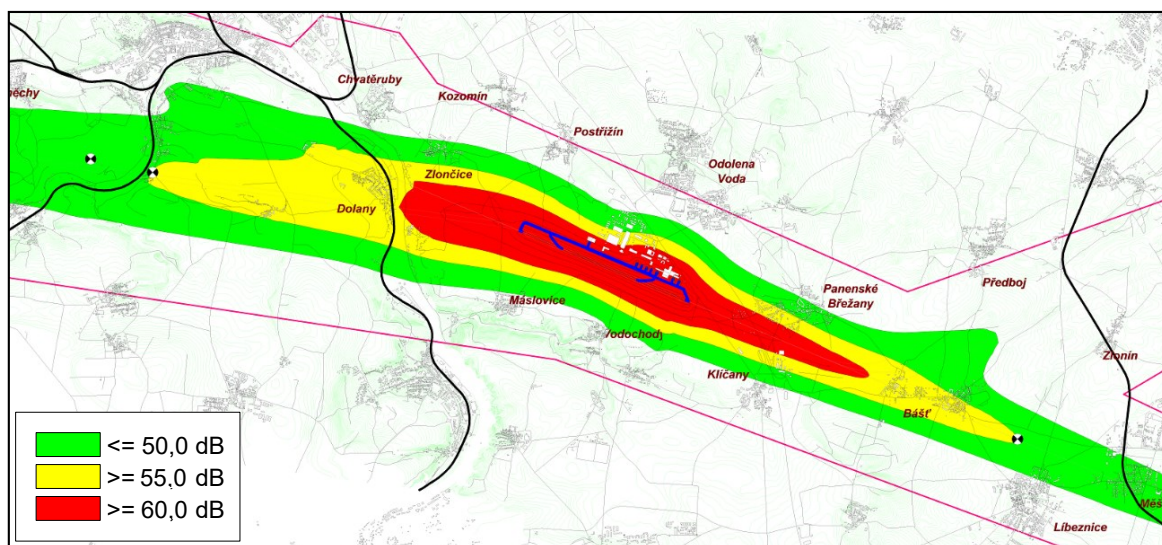 Chvatěruby
Kozomín
Postřižín
Odolena
Voda
Zlončice
Dolany
Předboj
Panenské
Břežany
Máslovice
Vodochody
Zlonín
Klíčany
Bášť
Líbeznice
<= 50,0 dB
>= 55,0 dB
>= 60,0 dB